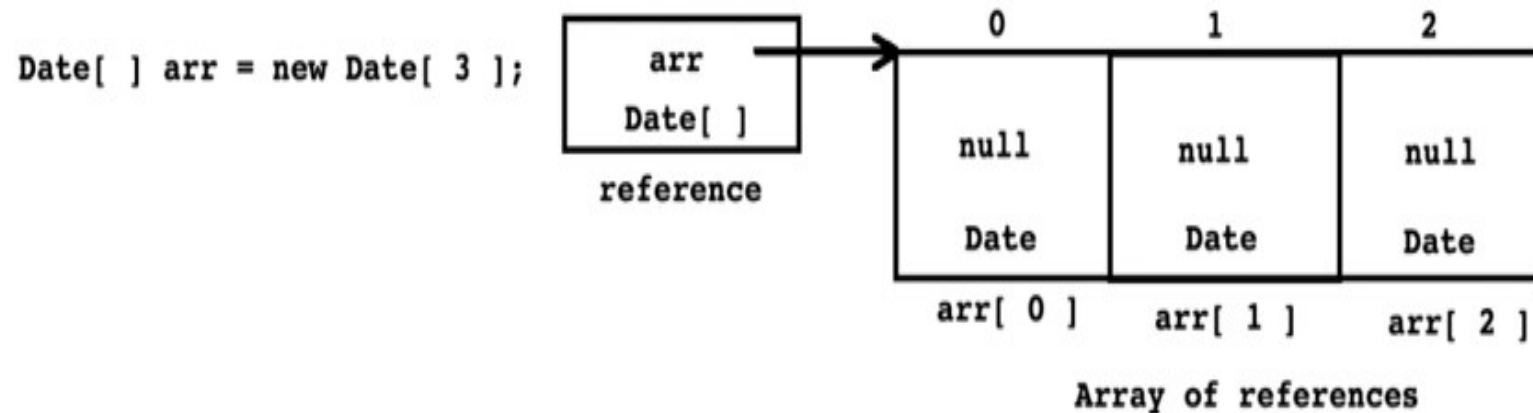 Date[ ] arr = new Date[ 3 ];
arr
Date[ ]
reference
0 1 2
null null null
Date Date Date
arr[ 0 ] arr[ 1 ] arr[ 2 ]
Array of references